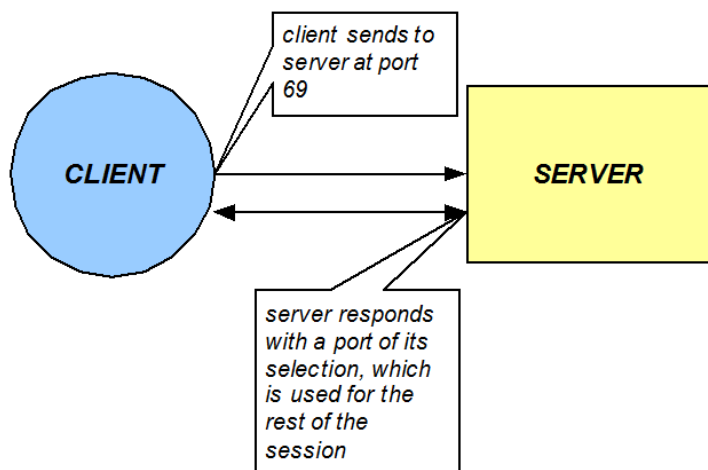 client sends to
server at port
69
CLIENT
SERVER
server responds
with a port of its
selection, which
is used for the
rest of the
session